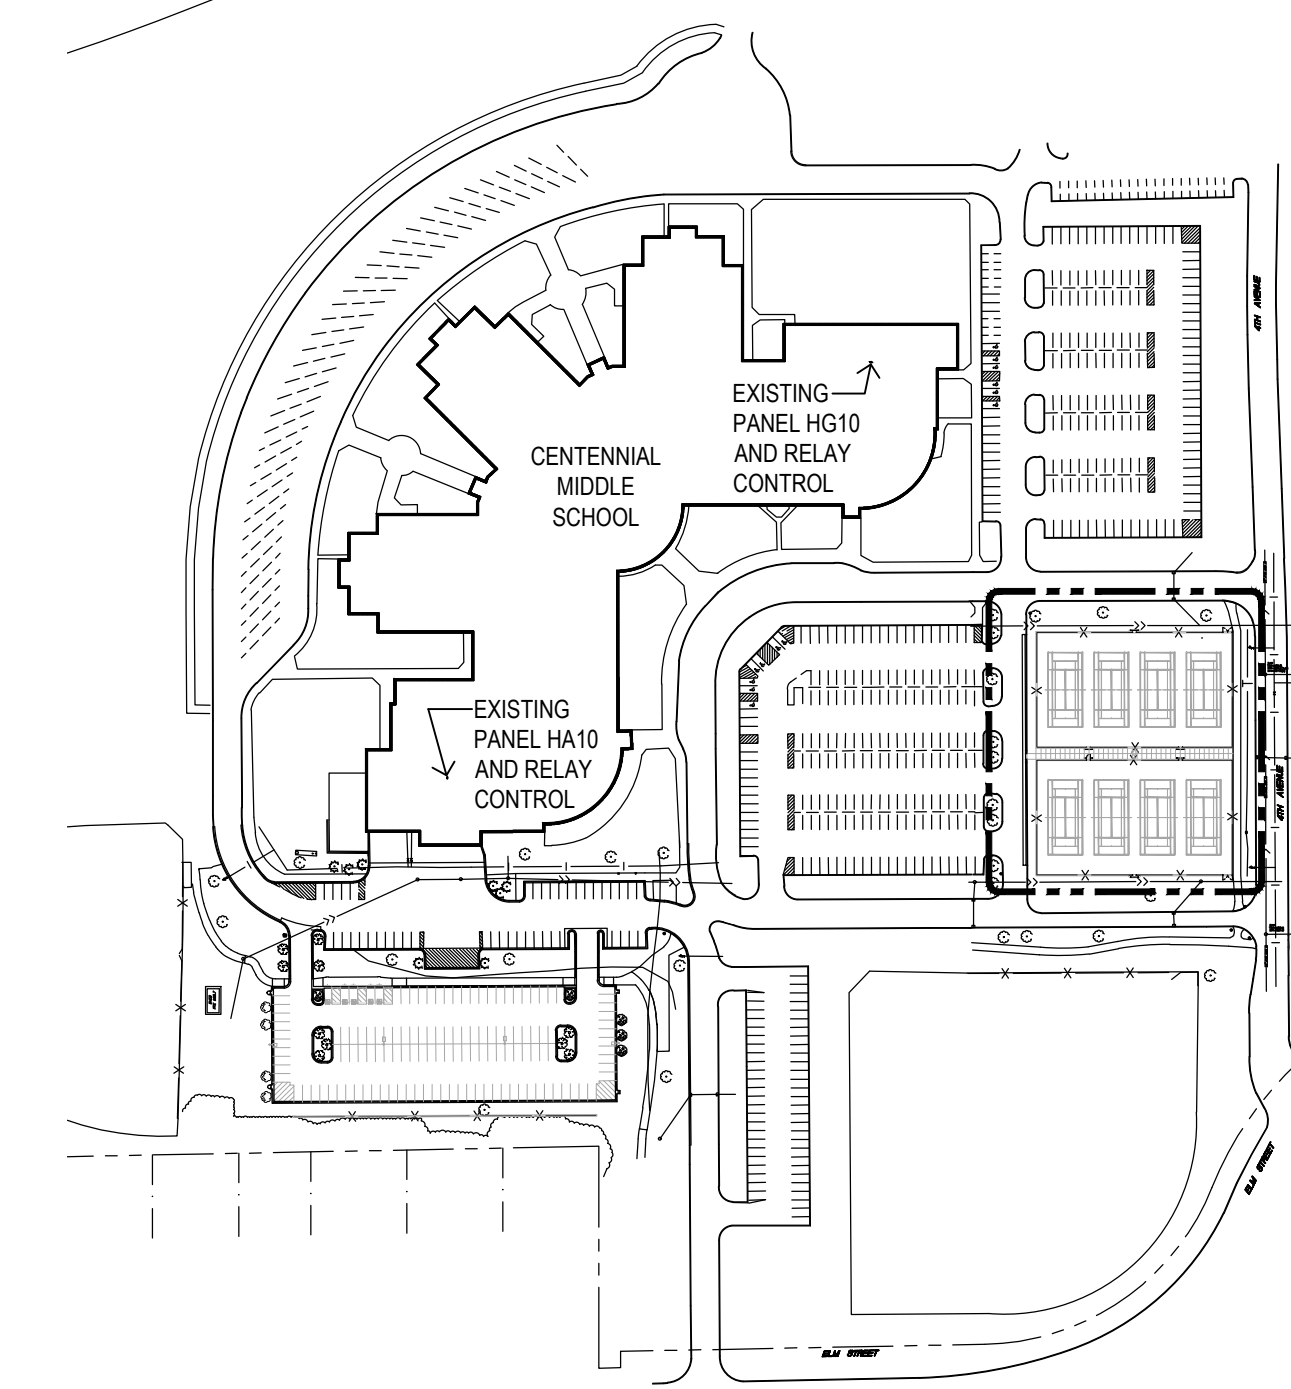 4TH AVENUE
EXISTING
PANEL HG10
AND RELAY
CONTROL
CENTENNIAL
MIDDLE
SCHOOL
EXISTING
PANEL HA10
AND RELAY
CONTROL
4TH AVENUE
ELM STREET
ELM STREET